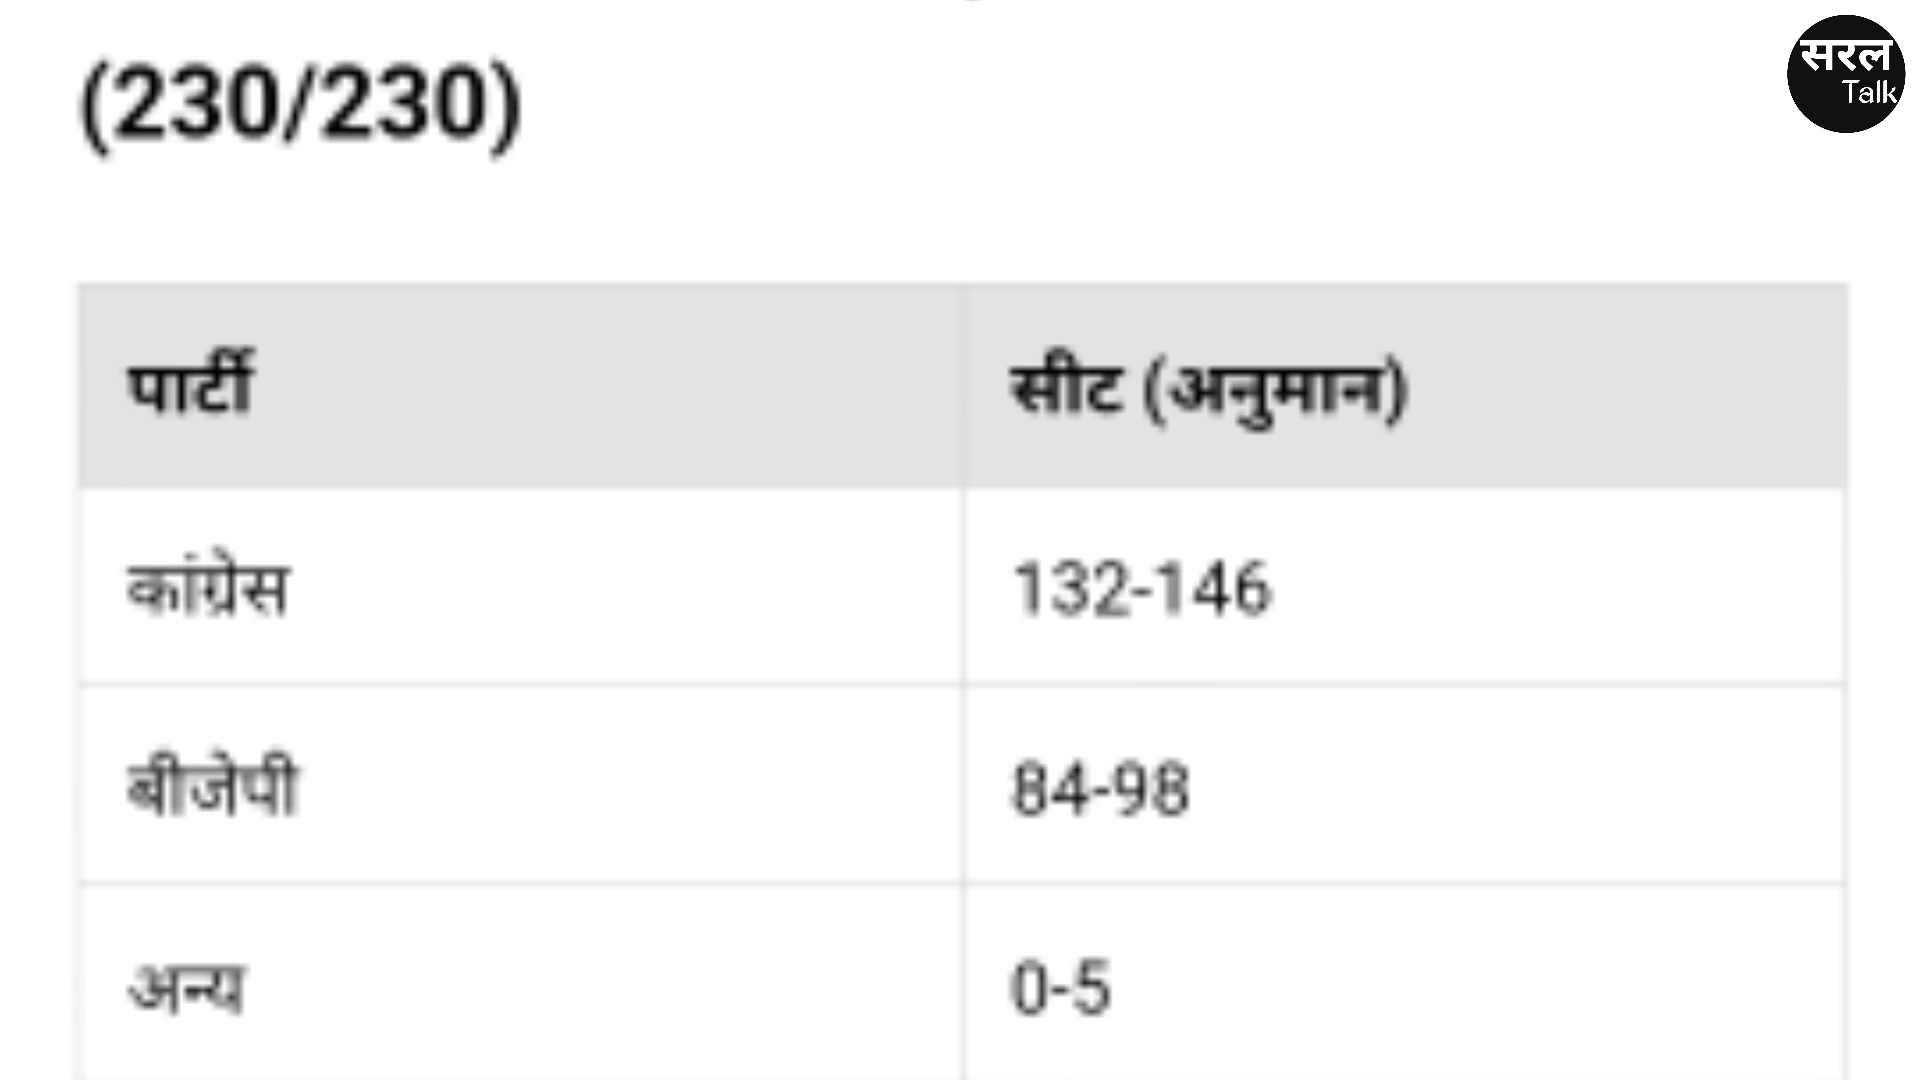 सरल
Talk
(230/230)
पार्टी सीट (अनुमान)
कांग्रेस 132-146
बीजेपी 84-98
अन्य 0-5